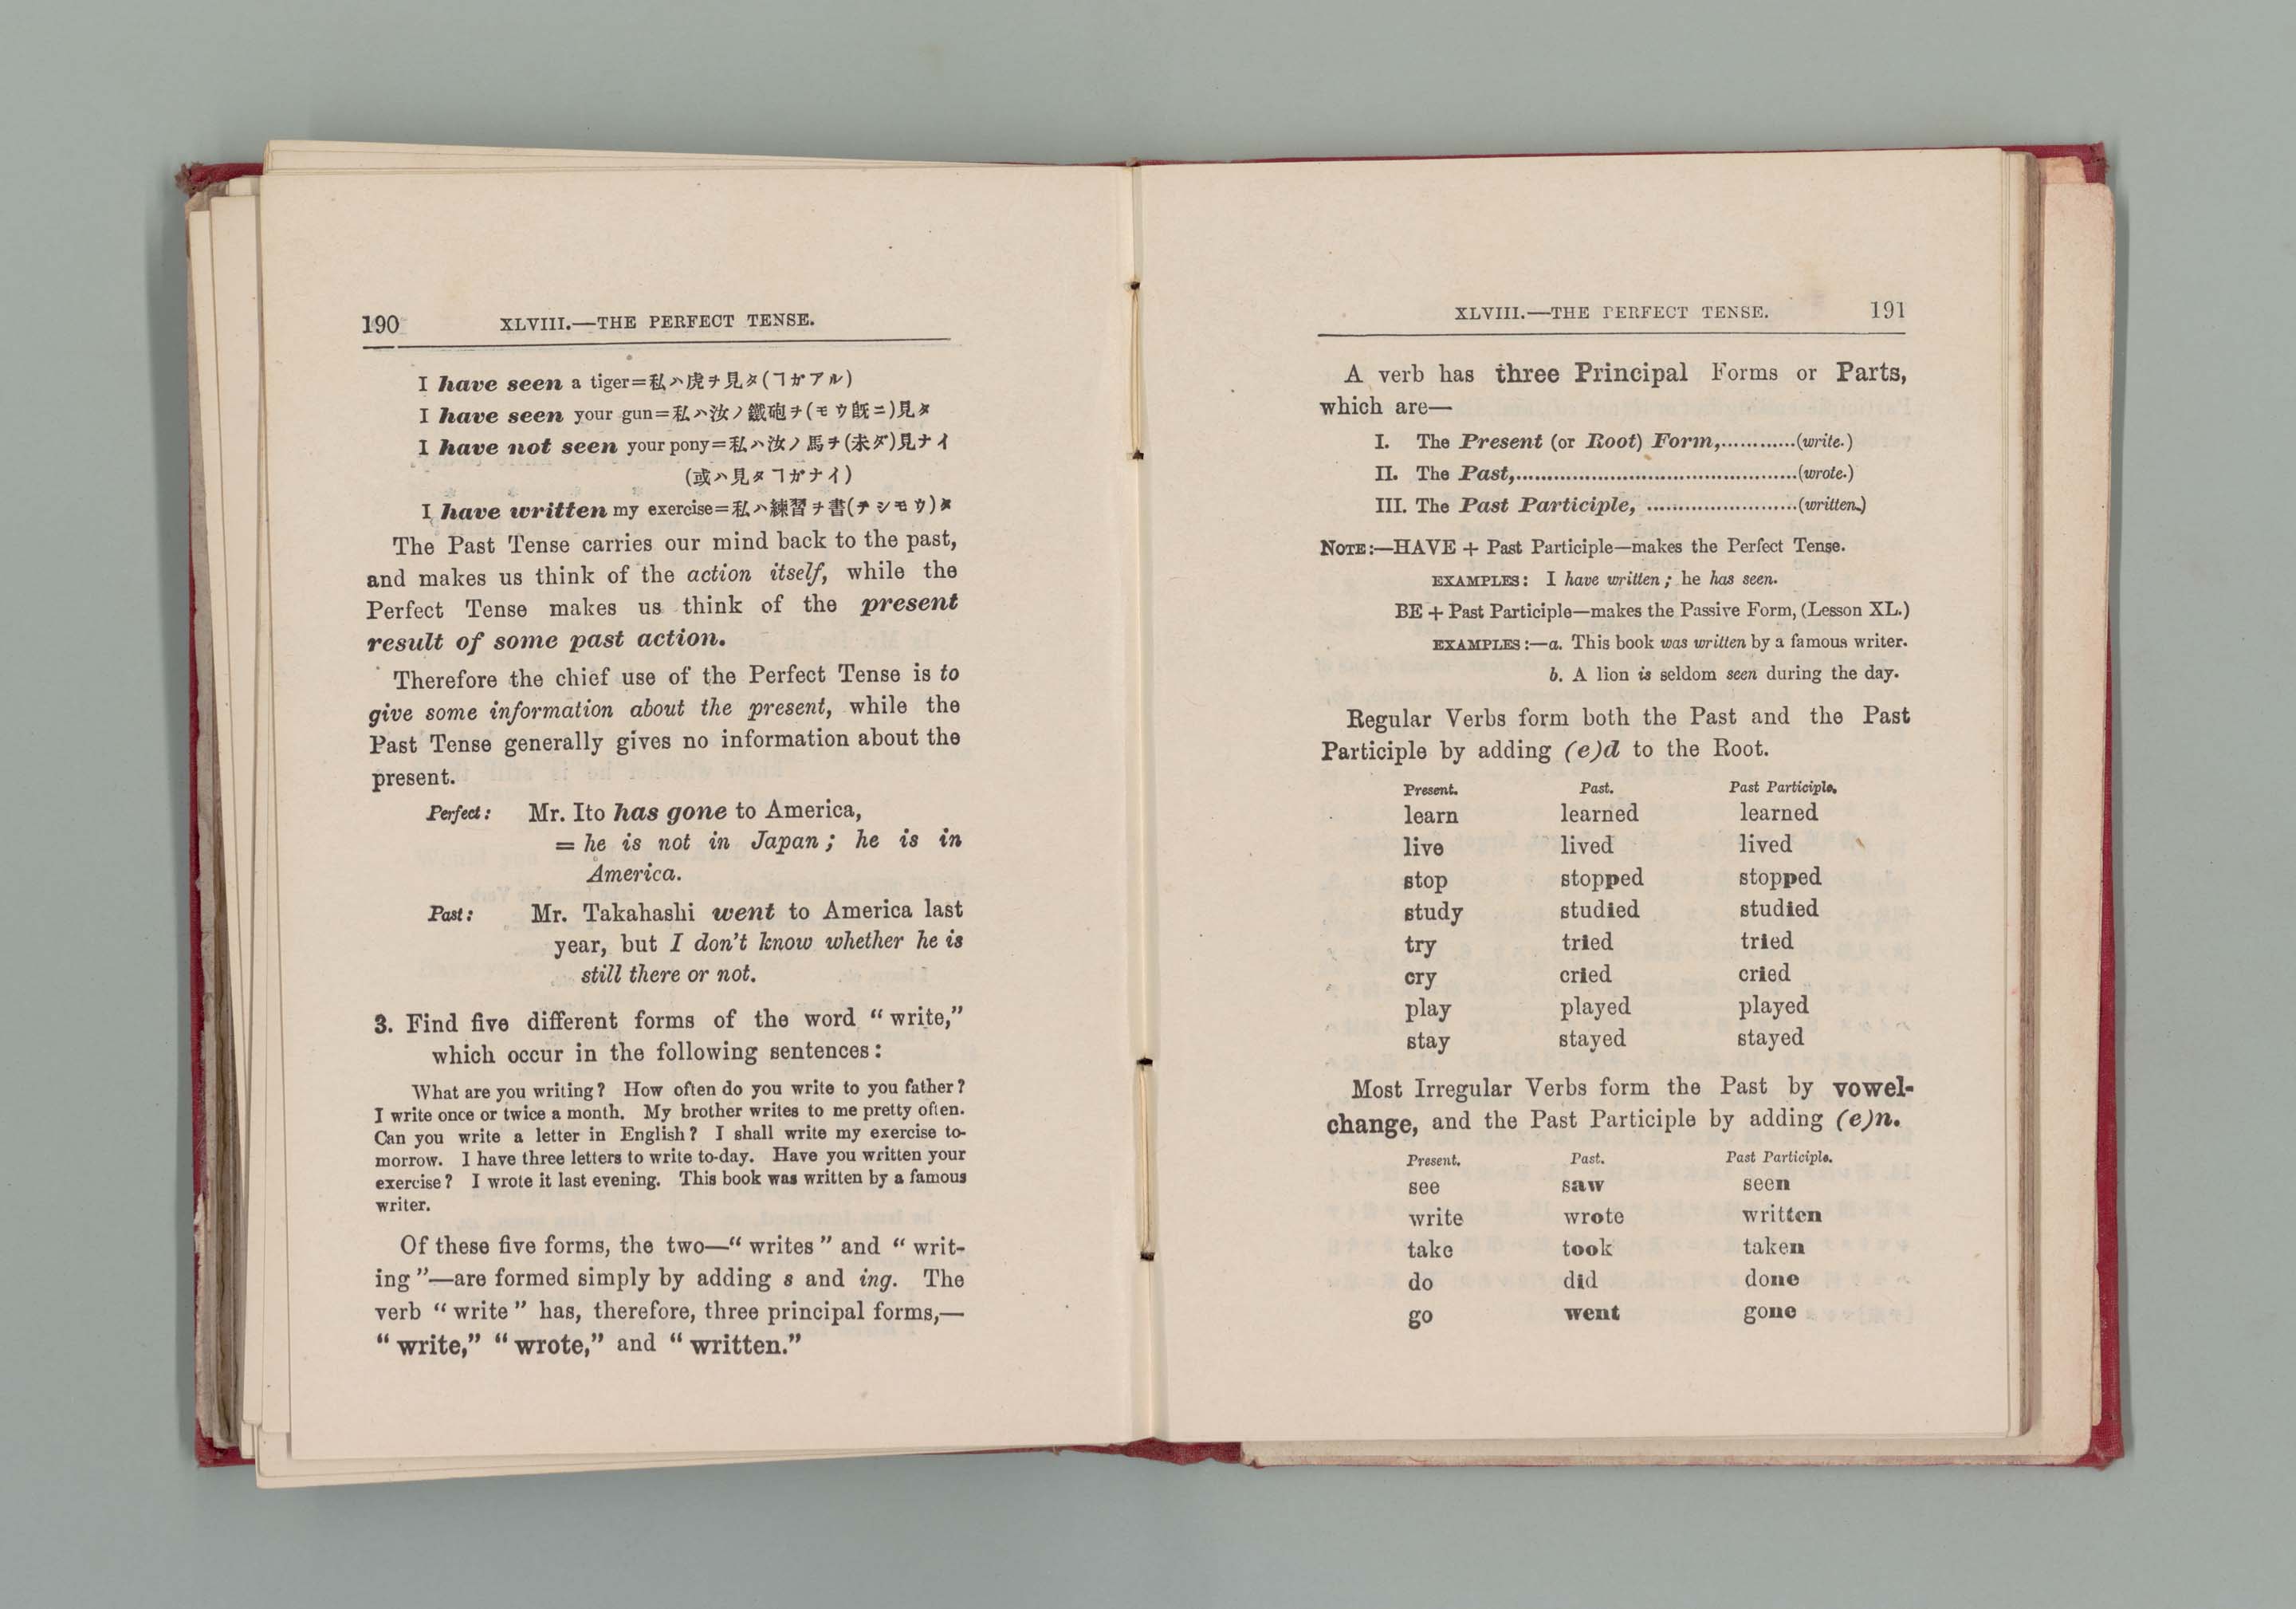 190 XLVIII.—THE PERFECT TENSE.
I have seen a tiger=私ハ虎ヲ見タ(ヿガアル)
I have seen your gun=私ハ汝ノ鐵砲ヲ(モウ既ニ)見タ
I have not seen your pony=私ハ汝ノ馬ヲ(未ダ)見ナイ
(或ハ見タヿガナイ)
I have written my exercise=私ハ練習ヲ書(テシモウ)タ
The Past Tense carries our mind back to the past,
and makes us think of the action itself, while the
Perfect Tense makes us think of the present
result of some past action.
Therefore the chief use of the Perfect Tense is to
give some information about the present, while the
Past Tense generally gives no information about the
present.
Perfect: Mr. Ito has gone to America,
= he is not in Japan; he is in
America.
Past: Mr. Takahashi went to America last
year, but I don't know whether he is
still there or not.
3. Find five different forms of the word "write,"
which occur in the following sentences:
What are you writing? How often do you write to you father?
I write once or twice a month. My brother writes to me pretty often.
Can you write a letter in English? I shall write my exercise to-
morrow. I have three letters to write to-day. Have you written your
exercise? I wrote it last evening. This book was written by a famous
writer.
Of these five forms, the two—"writes" and "writ-
ing"—are formed simply by adding s and ing. The
verb "write" has, therefore, three principal forms,—
"write," "wrote," and "written."
XLVIII.—THE PERFECT TENSE. 191
A verb has three Principal Forms or Parts,
which are—
I. The Present (or Root) Form,............(write.)
II. The Past,............................................(wrote.)
III. The Past Participle, ........................(written.)
NOTE:—HAVE + Past Participle—makes the Perfect Tense.
EXAMPLES: I have written; he has seen.
BE + Past Participle—makes the Passive Form, (Lesson XL.)
EXAMPLES:—a. This book was written by a famous writer.
b. A lion is seldom seen during the day.
Regular Verbs form both the Past and the Past
Participle by adding (e)d to the Root.
Present. Past. Past Participle.
learn learned learned
live lived lived
stop stopped stopped
study studied studied
try tried tried
cry cried cried
play played played
stay stayed stayed
Most Irregular Verbs form the Past by vowel-
change, and the Past Participle by adding (e)n.
Present. Past. Past Participle.
see saw seen
write wrote written
take took taken
do did done
go went gone